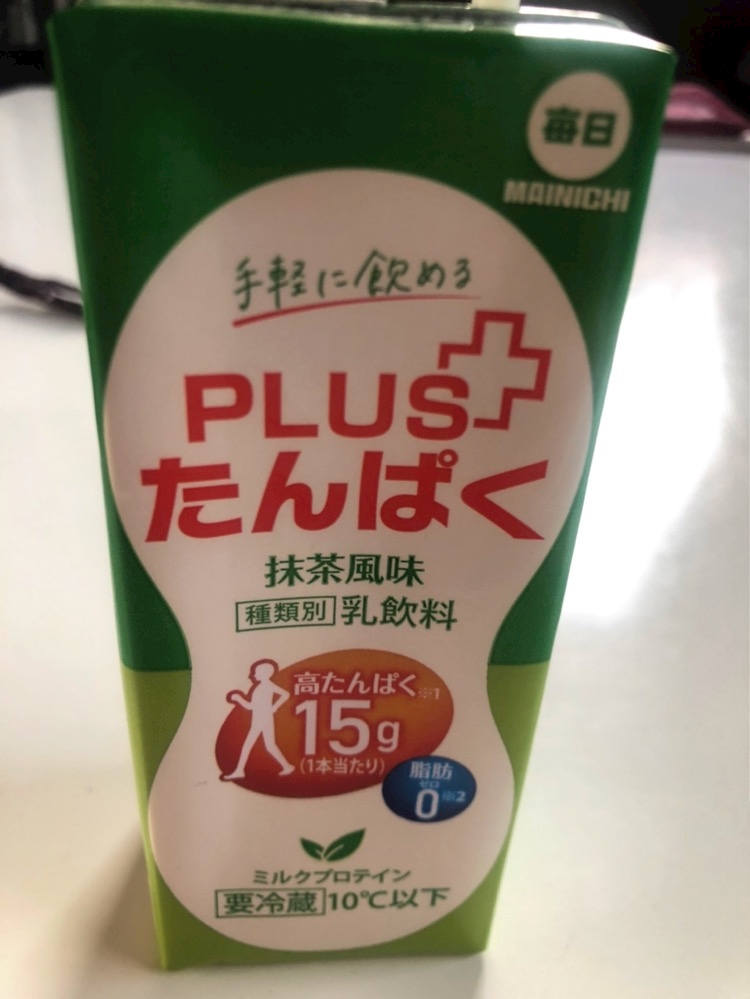 毎日
MAINICHI
手軽に飲める
PLUS
たんぱく
抹茶風味
種類別 乳飲料
高たんぱく※1
15g
(1本当たり)
脂肪
ゼロ
0※2
ミルクプロテイン
要冷蔵 10℃以下